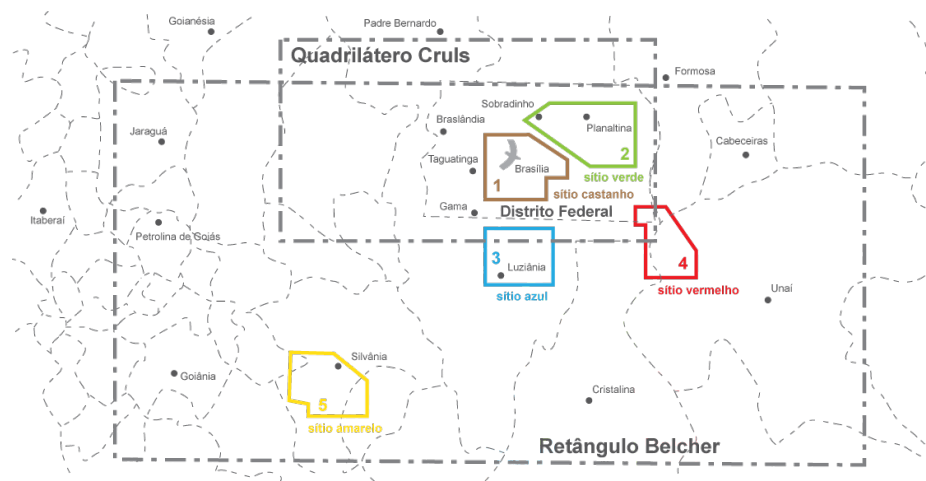 Goianésia
Padre Bernardo
Quadrilátero Cruls
Formosa
Sobradinho
Braslândia
Planaltina
Jaraguá
Cabeceiras
2
Taguatinga
Brasília
sítio verde
1
sítio castanho
Gama
Distrito Federal
Itaberaí
Petrolina de Goiás
3
4
Luziânia
sítio azul
sítio vermelho
Unaí
Silvânia
Goiânia
Cristalina
5
sítio ámarelo
Retângulo Belcher